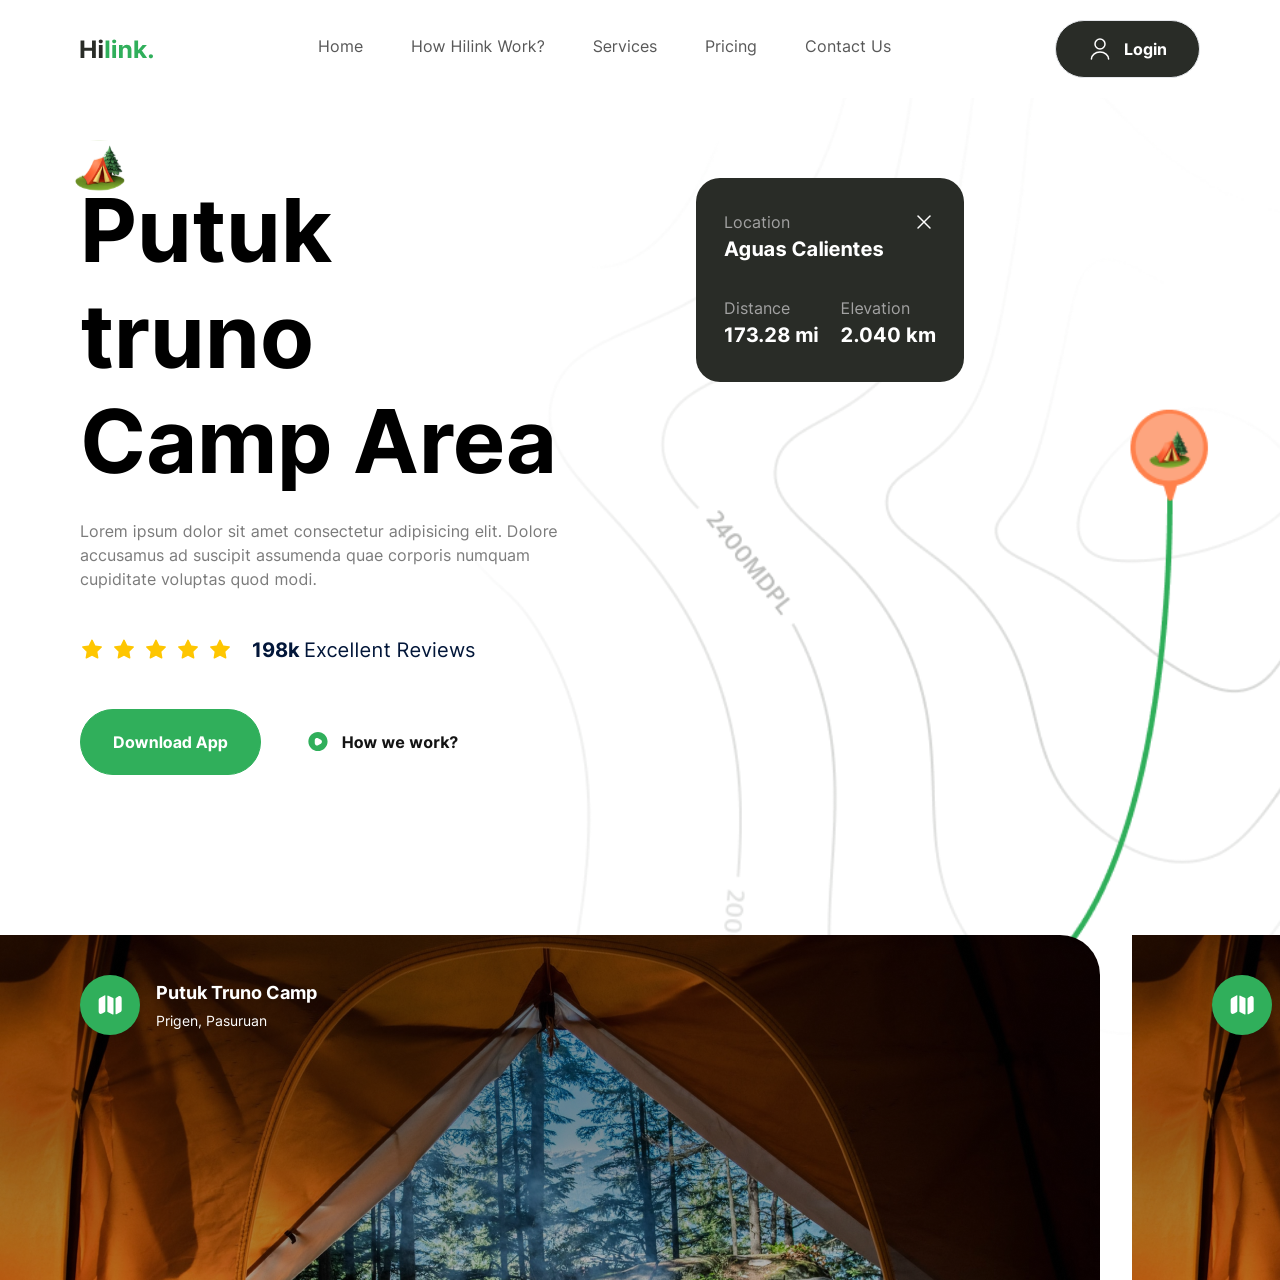 Hilink.
Home
How Hilink Work?
Services
Pricing
Contact Us
Login
Putuk
truno
Camp Area
Location
Aguas Calientes
Distance
Elevation
173.28 mi
2.040 km
Lorem ipsum dolor sit amet consectetur adipisicing elit. Dolore
accusamus ad suscipit assumenda quae corporis numquam
cupiditate voluptas quod modi.
198k Excellent Reviews
Download App
How we work?
2400MDPL
200
Putuk Truno Camp
Prigen, Pasuruan